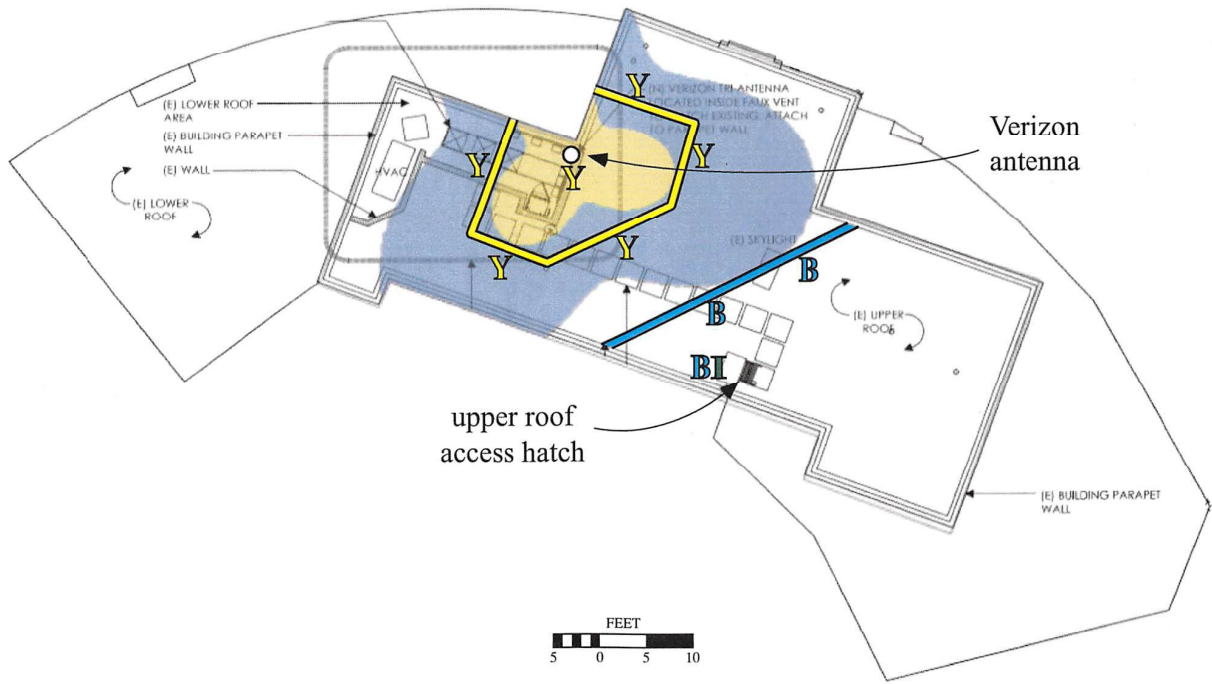 (E) LOWER ROOF
AREA
(E) BUILDING PARAPET
WALL
(E) WALL
HVAC
(E) LOWER
ROOF
Y
(N) VERIZON TRI-ANTENNA
LOCATED INSIDE FAUX VENT
EXISTING. ATTACH
TO PARAPET WALL
Verizon
antenna
Y
Y
Y
Y
Y
(E) SKYLIGHT
B
B
(E) UPPER
ROOF
BI
upper roof
access hatch
(E) BUILDING PARAPET
WALL
FEET
5 0 5 10